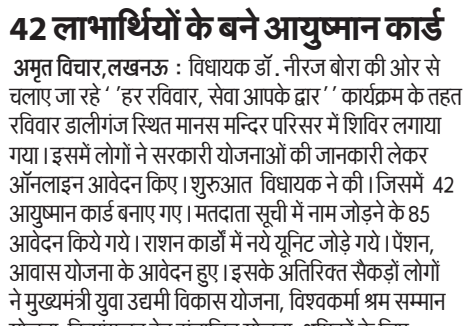 42 लाभार्थियों के बने आयुष्मान कार्ड
अमृत विचार,लखनऊ : विधायक डॉ. नीरज बोरा की ओर से
चलाए जा रहे ‘ ’हर रविवार, सेवा आपके द्वार’ ’ कार्यक्रम के तहत
रविवार डालीगंज स्थित मानस मन्दिर परिसर में शिविर लगाया
गया। इसमें लोगों ने सरकारी योजनाओं की जानकारी लेकर
ऑनलाइन आवेदन किए। शुरुआत विधायक ने की। जिसमें 42
आयुष्मान कार्ड बनाए गए। मतदाता सूची में नाम जोड़ने के 85
आवेदन किये गये। राशन कार्डों में नये यूनिट जोड़े गये। पेंशन,
आवास योजना के आवेदन हुए। इसके अतिरिक्त सैकड़ों लोगों
ने मुख्यमंत्री युवा उद्यमी विकास योजना, विश्वकर्मा श्रम सम्मान